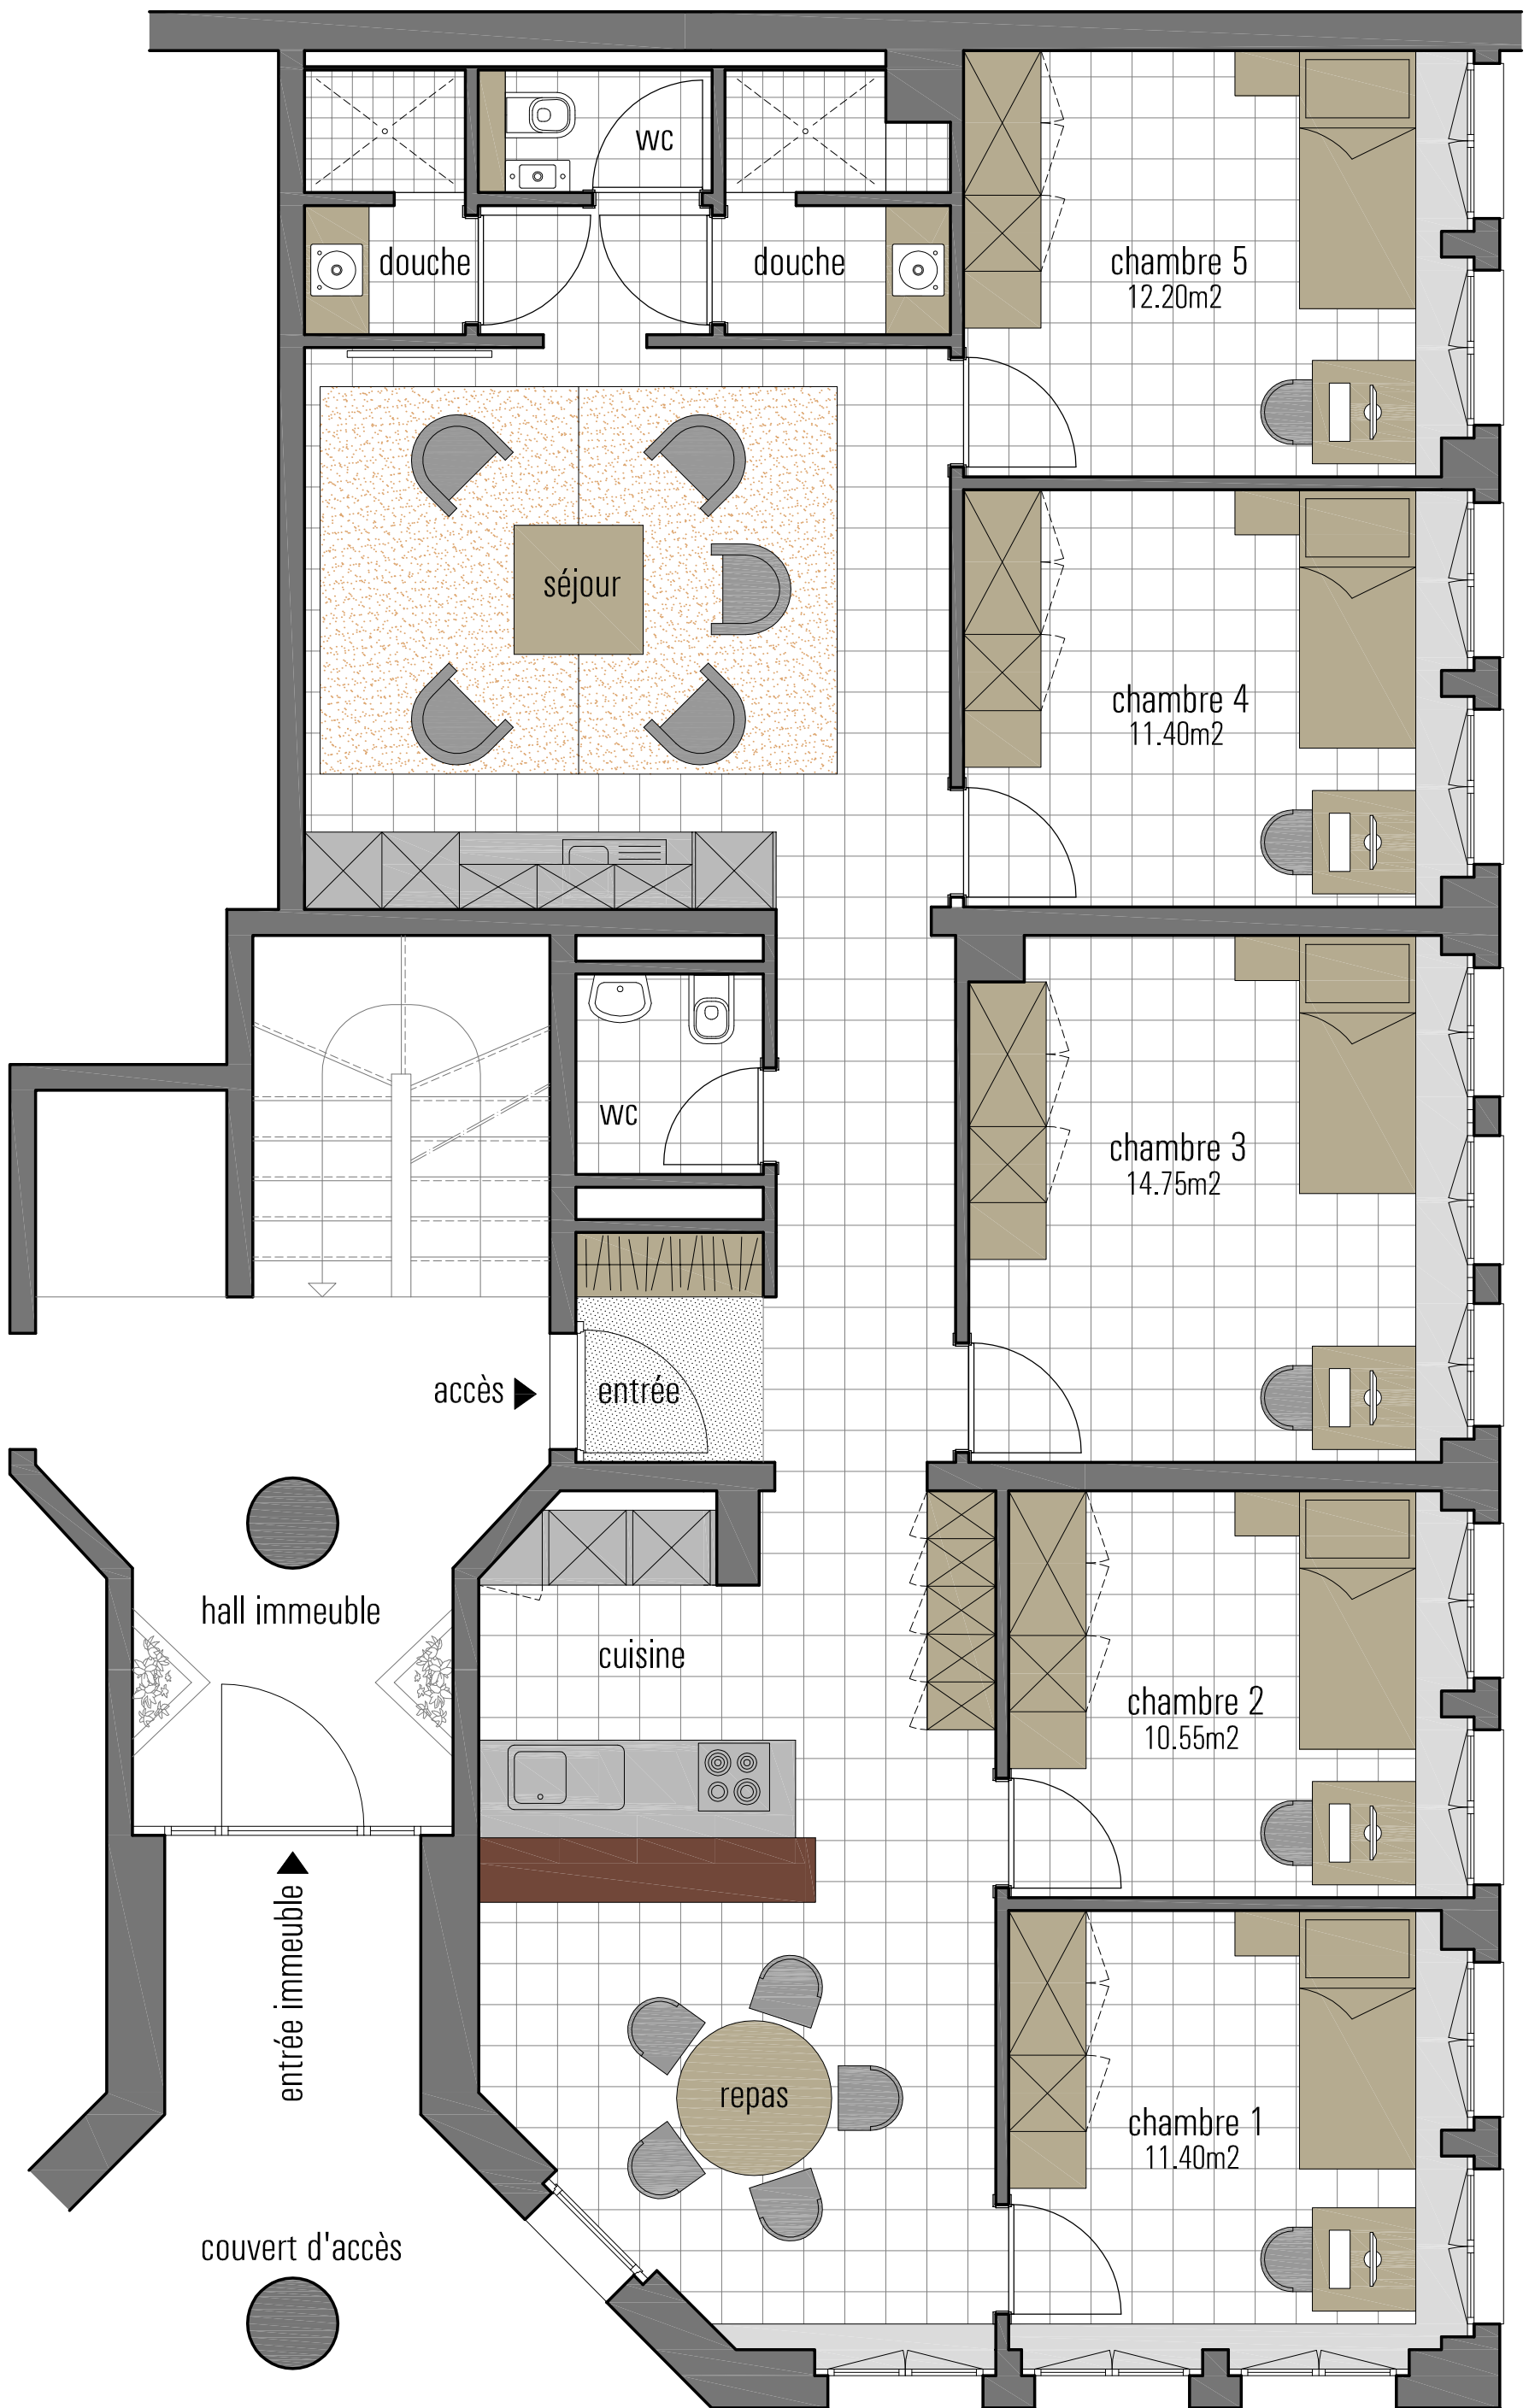 wc
douche
douche
chambre 5
12.20m2
séjour
chambre 4
11.40m2
wc
chambre 3
14.75m2
accès
entrée
hall immeuble
cuisine
chambre 2
10.55m2
entrée immeuble
repas
chambre 1
11.40m2
couvert d'accès